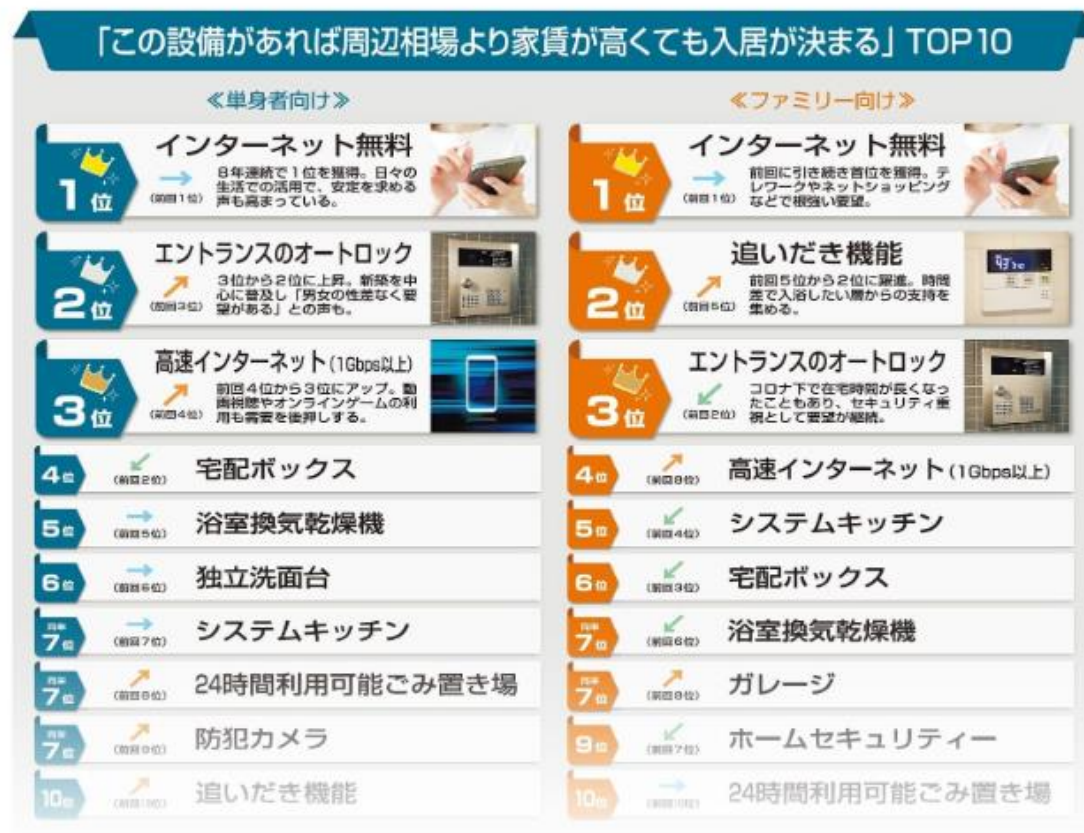 「この設備があれば周辺相場より家賃が高くても入居が決まる」TOP10
≪単身者向け≫
1位
(前回1位)
インターネット無料
8年連続で1位を獲得。日々の
生活での活用で、安定を求める
声も高まっている。
2位
(前回3位)
エントランスのオートロック
3位から2位に上昇。新築を中
心に普及し「男女の性差なく要
望がある」との声も。
3位
(前回4位)
高速インターネット(1Gbps以上)
前回4位から3位にアップ。動
画視聴やオンラインゲームの利
用も需要を後押しする。
4位
(前回2位)
宅配ボックス
5位
(前回5位)
浴室換気乾燥機
6位
(前回6位)
独立洗面台
同率
7位
(前回7位)
システムキッチン
同率
7位
24時間利用可能ごみ置き場
同率
7位
防犯カメラ
10位
追いだき機能
≪ファミリー向け≫
1位
(前回1位)
インターネット無料
前回に引き続き首位を獲得。テ
レワークやネットショッピング
などで根強い要望。
2位
(前回5位)
追いだき機能
前回5位から2位に躍進。時間
差で入浴したい層からの支持を
集める。
3位
(前回2位)
エントランスのオートロック
コロナ下で在宅時間が長くなっ
たこともあり、セキュリティ重
視として要望が継続。
4位
(前回8位)
高速インターネット(1Gbps以上)
5位
(前回4位)
システムキッチン
6位
(前回3位)
宅配ボックス
同率
7位
(前回6位)
浴室換気乾燥機
同率
7位
ガレージ
9位
(前回7位)
ホームセキュリティー
10位
24時間利用可能ごみ置き場